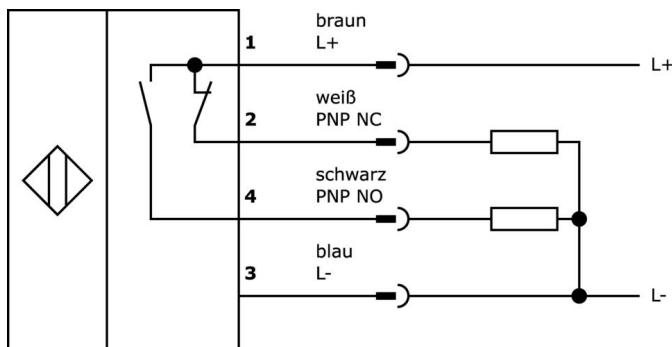 braun
1 L+
L+
weiß
2 PNP NC
schwarz
4 PNP NO
blau
3 L-
L-